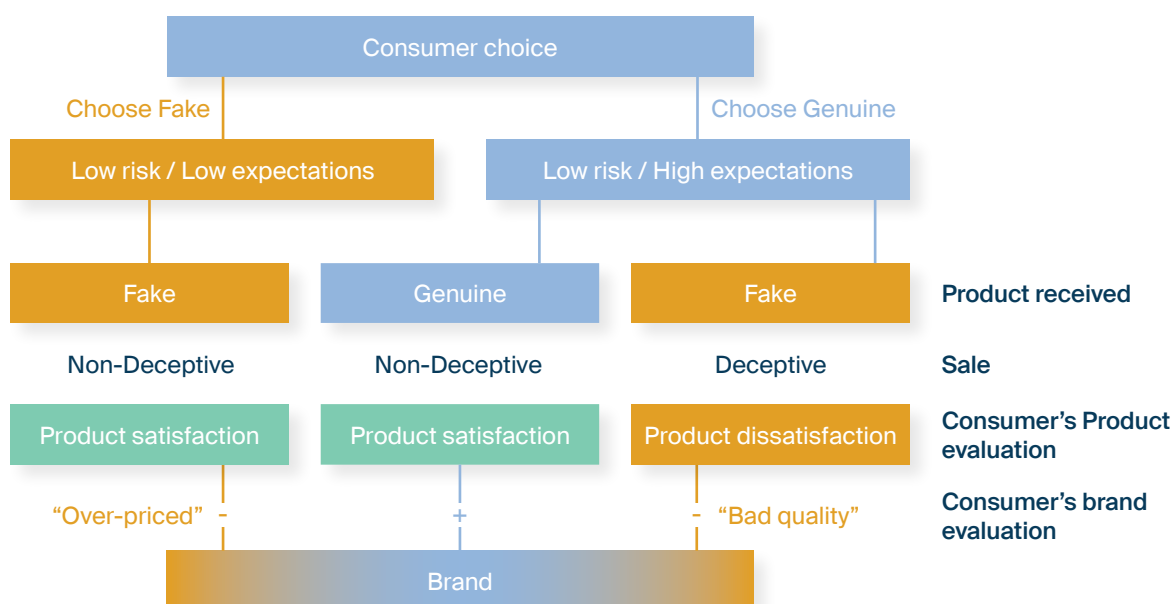 Consumer choice
Choose Fake
Choose Genuine
Low risk / Low expectations
Low risk / High expectations
Fake
Genuine
Fake
Product received
Non-Deceptive
Non-Deceptive
Deceptive
Sale
Product satisfaction
Product satisfaction
Product dissatisfaction
Consumer’s Product
evaluation
“Over-priced” -
+
- “Bad quality”
Consumer’s brand
evaluation
Brand